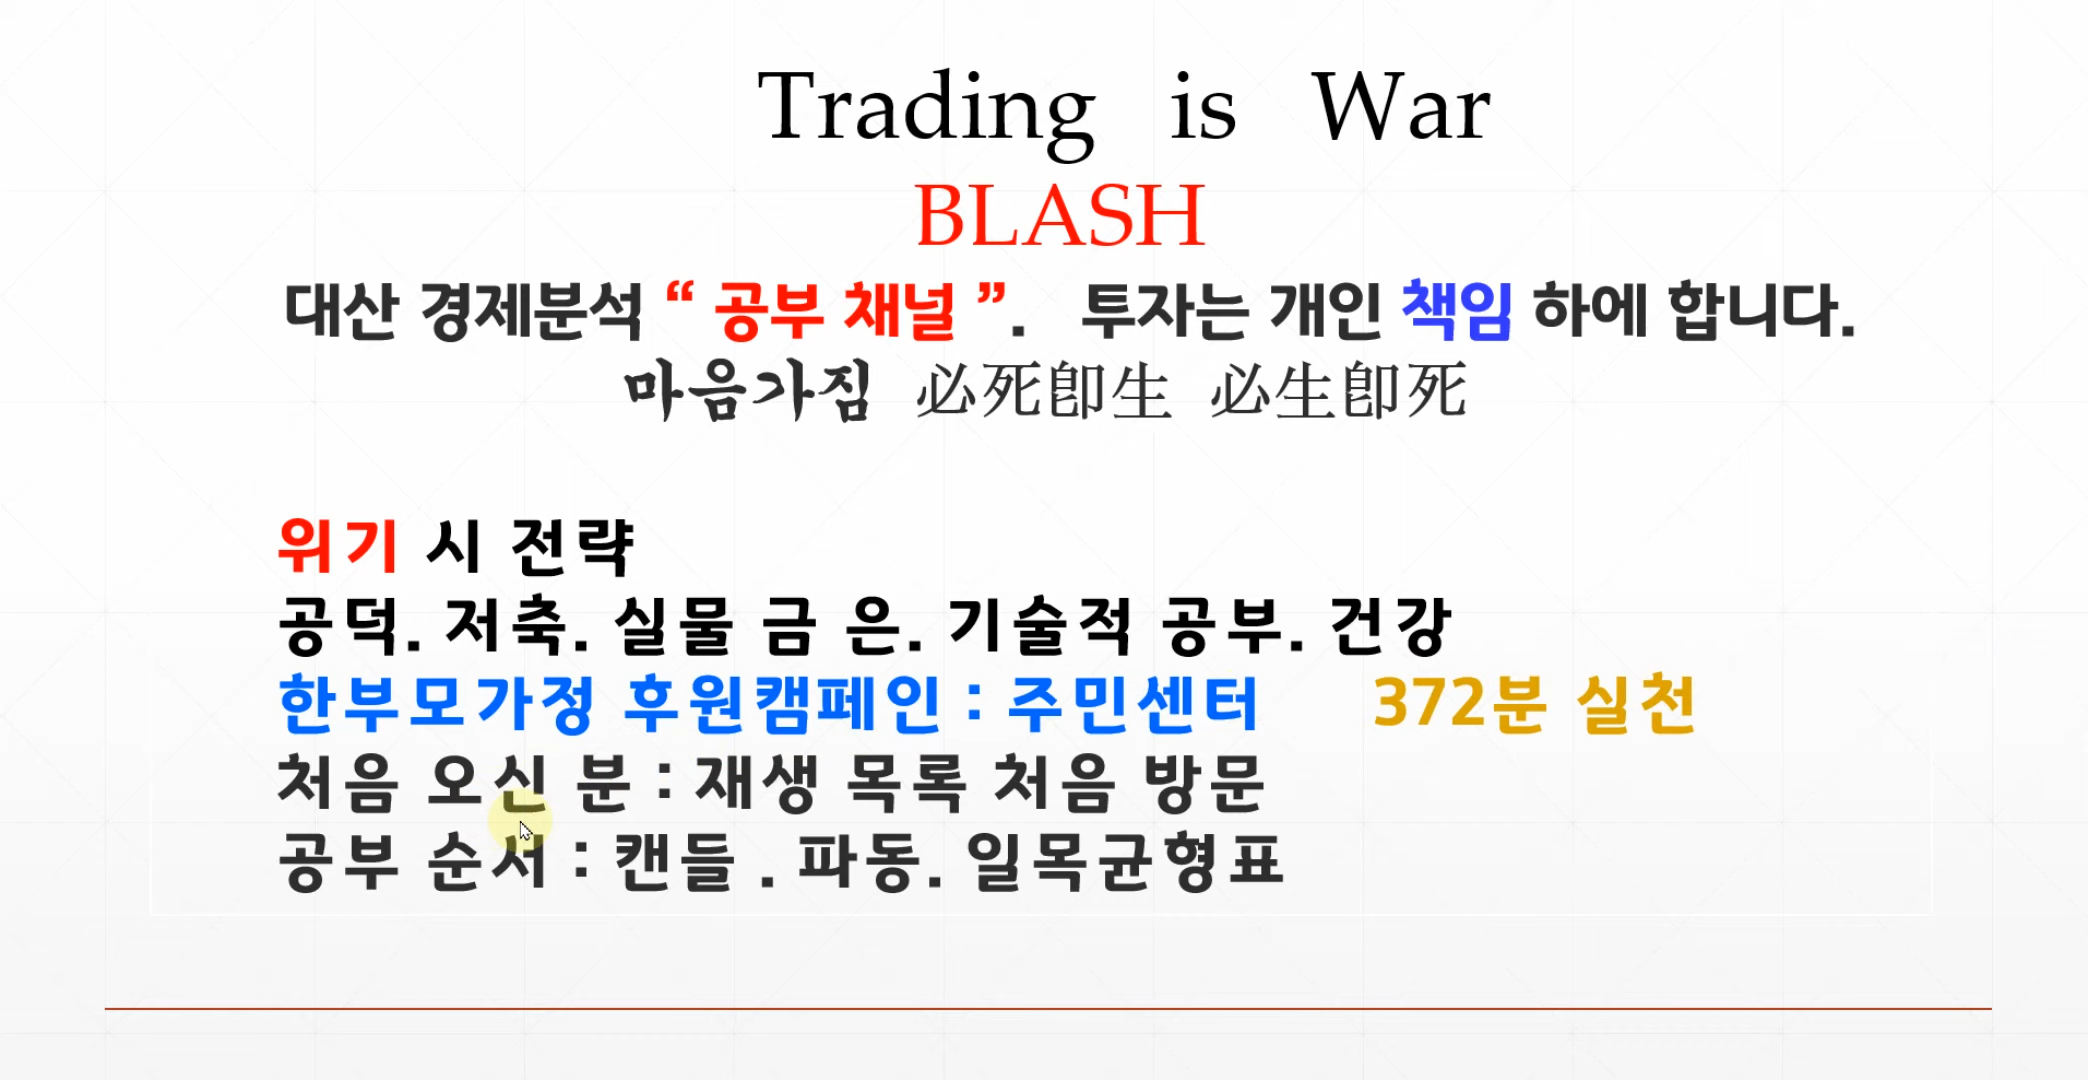 Trading is War
BLASH
대산 경제분석 “ 공부 채널 ”. 투자는 개인 책임 하에 합니다.
마음가짐 必死卽生 必生卽死
위기 시 전략
공덕. 저축. 실물 금 은. 기술적 공부. 건강
한부모가정 후원캠페인 : 주민센터 372분 실천
처음 오신 분 : 재생 목록 처음 방문
공부 순서 : 캔들 . 파동. 일목균형표